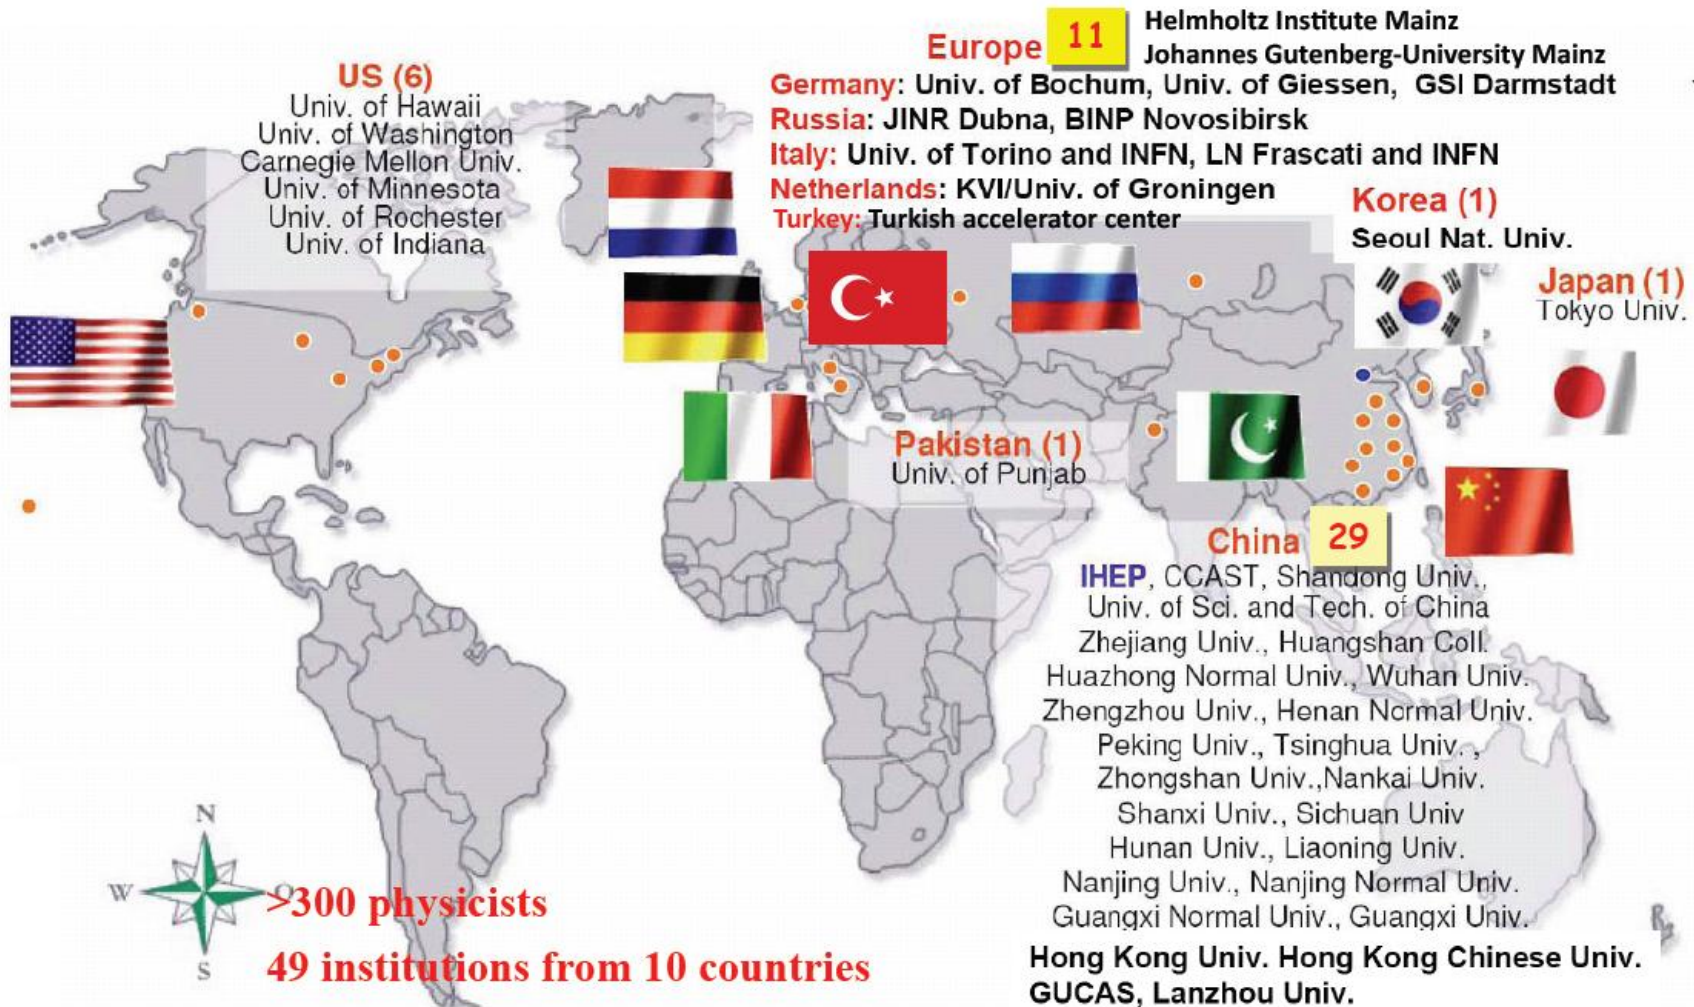 US (6)
Univ. of Hawaii
Univ. of Washington
Carnegie Mellon Univ.
Univ. of Minnesota
Univ. of Rochester
Univ. of Indiana
Europe 11
Helmholtz Institute Mainz
Johannes Gutenberg-University Mainz
Germany: Univ. of Bochum, Univ. of Giessen, GSI Darmstadt
Russia: JINR Dubna, BINP Novosibirsk
Italy: Univ. of Torino and INFN, LN Frascati and INFN
Netherlands: KVI/Univ. of Groningen
Turkey: Turkish accelerator center
Korea (1)
Seoul Nat. Univ.
Japan (1)
Tokyo Univ.
Pakistan (1)
Univ. of Punjab
China 29
IHEP, CCAST, Shandong Univ.,
Univ. of Sci. and Tech. of China
Zhejiang Univ., Huangshan Coll.
Huazhong Normal Univ., Wuhan Univ.
Zhengzhou Univ., Henan Normal Univ.
Peking Univ., Tsinghua Univ. ,
Zhongshan Univ.,Nankai Univ.
Shanxi Univ., Sichuan Univ
Hunan Univ., Liaoning Univ.
Nanjing Univ., Nanjing Normal Univ.
Guangxi Normal Univ., Guangxi Univ.
Hong Kong Univ. Hong Kong Chinese Univ.
GUCAS, Lanzhou Univ.
N
W O
S
>300 physicists
49 institutions from 10 countries